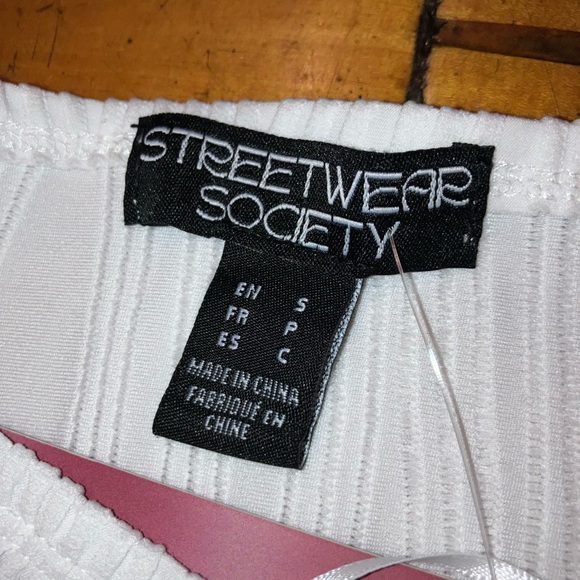 STREETWEAR
SOCIETY
EN S
FR P
ES C
MADE IN CHINA
FABRIQUÉ EN
CHINE